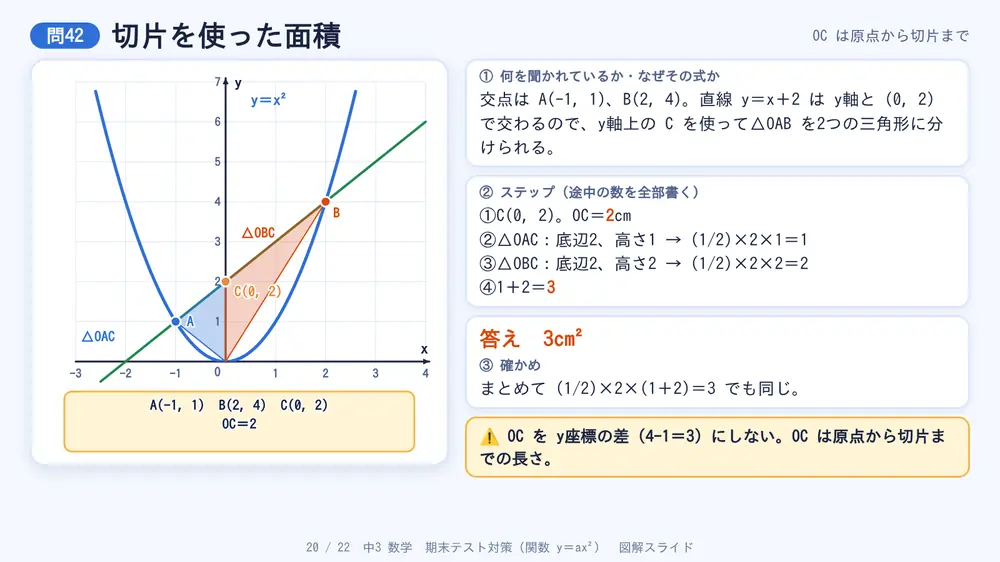 問42 切片を使った面積
OC は原点から切片まで
y
7
6
5
4
3
2
1
y=x²
B
△OBC
C(0, 2)
A
△OAC
x
-3 -2 -1 0 1 2 3 4
A(-1, 1) B(2, 4) C(0, 2)
OC=2
① 何を聞かれているか・なぜその式か
交点は A(-1, 1)、B(2, 4)。直線 y=x+2 は y軸と (0, 2)
で交わるので、y軸上の C を使って△OAB を2つの三角形に分
けられる。
② ステップ（途中の数を全部書く）
①C(0, 2)。OC=2cm
②△OAC：底辺2、高さ1 → (1/2)×2×1=1
③△OBC：底辺2、高さ2 → (1/2)×2×2=2
④1+2=3
答え 3cm²
③ 確かめ
まとめて (1/2)×2×(1+2)=3 でも同じ。
⚠ OC を y座標の差（4-1=3）にしない。OC は原点から切片ま
での長さ。
20 / 22 中3 数学 期末テスト対策（関数 y=ax²） 図解スライド